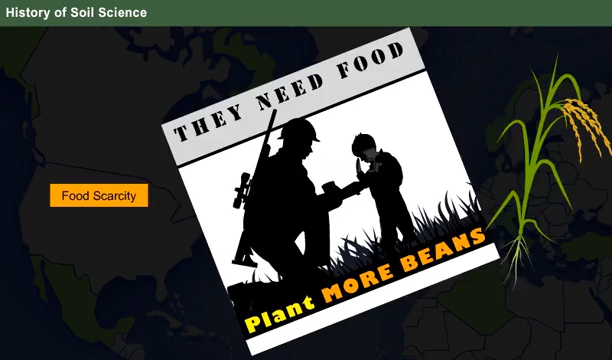 History of Soil Science
THEY NEED FOOD
Food Scarcity
Plant MORE BEANS